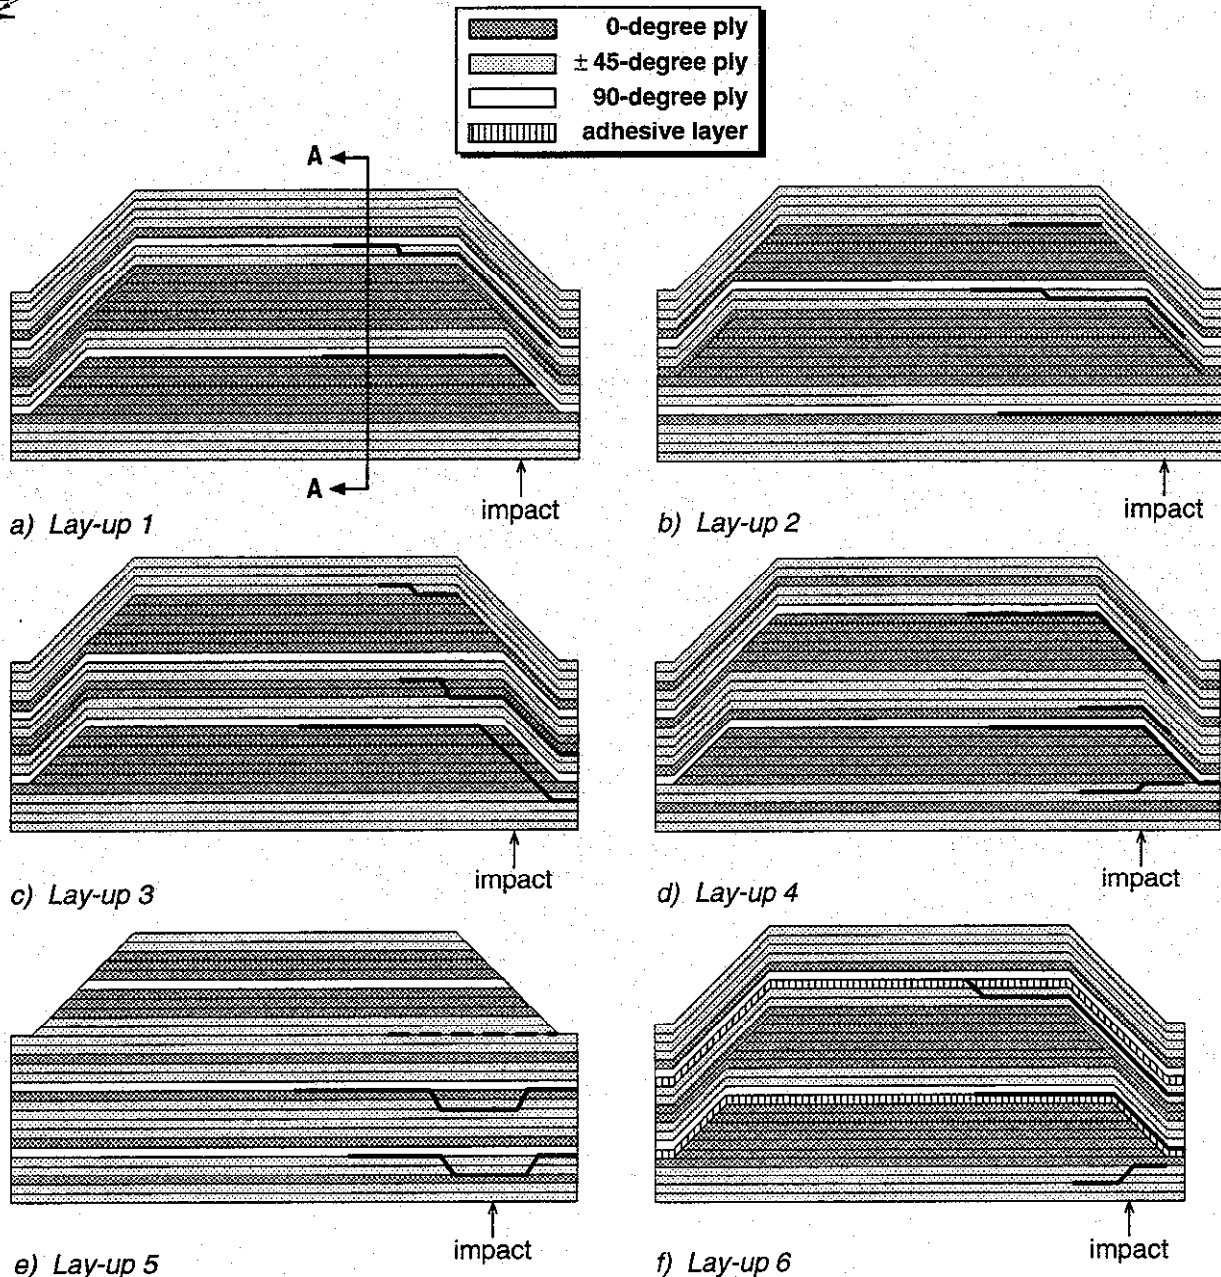 0-degree ply
± 45-degree ply
90-degree ply
adhesive layer
A
A
impact
a) Lay-up 1
impact
b) Lay-up 2
impact
c) Lay-up 3
impact
d) Lay-up 4
impact
e) Lay-up 5
impact
f) Lay-up 6